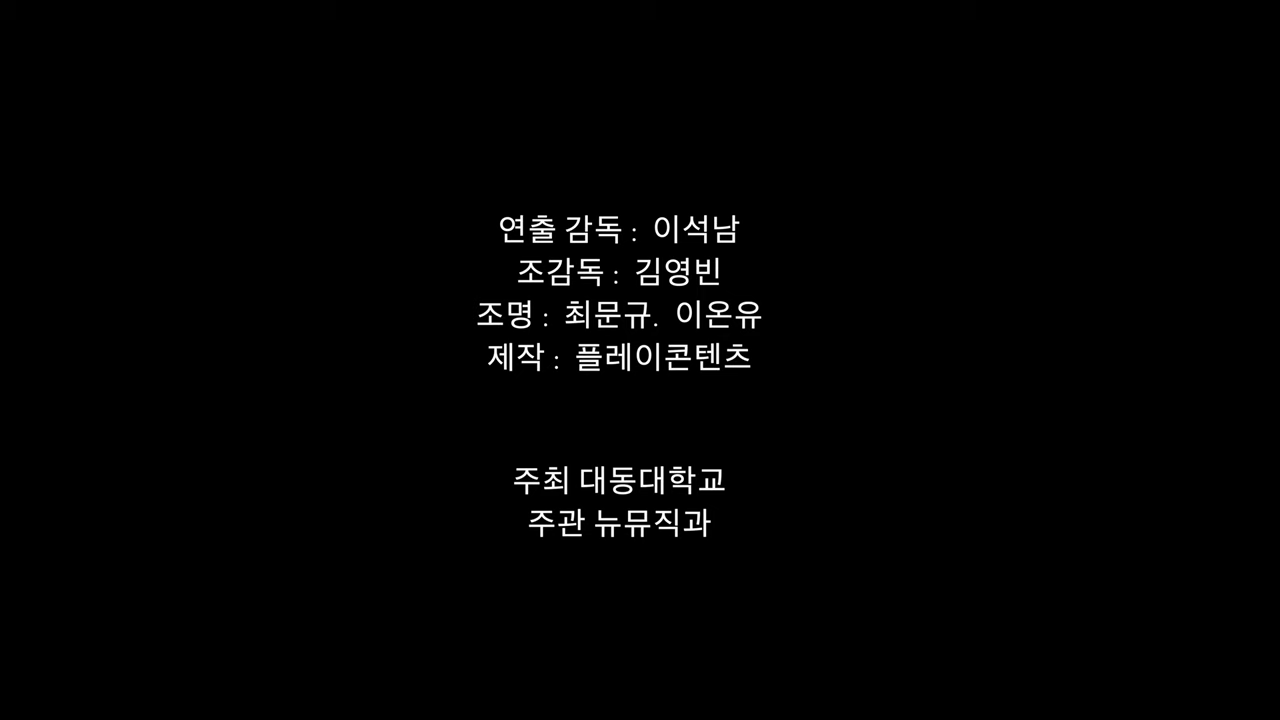 연출 감독 : 이석남
조감독 : 김영빈
조명 : 최문규. 이온유
제작 : 플레이콘텐츠
주최 대동대학교
주관 뉴뮤직과